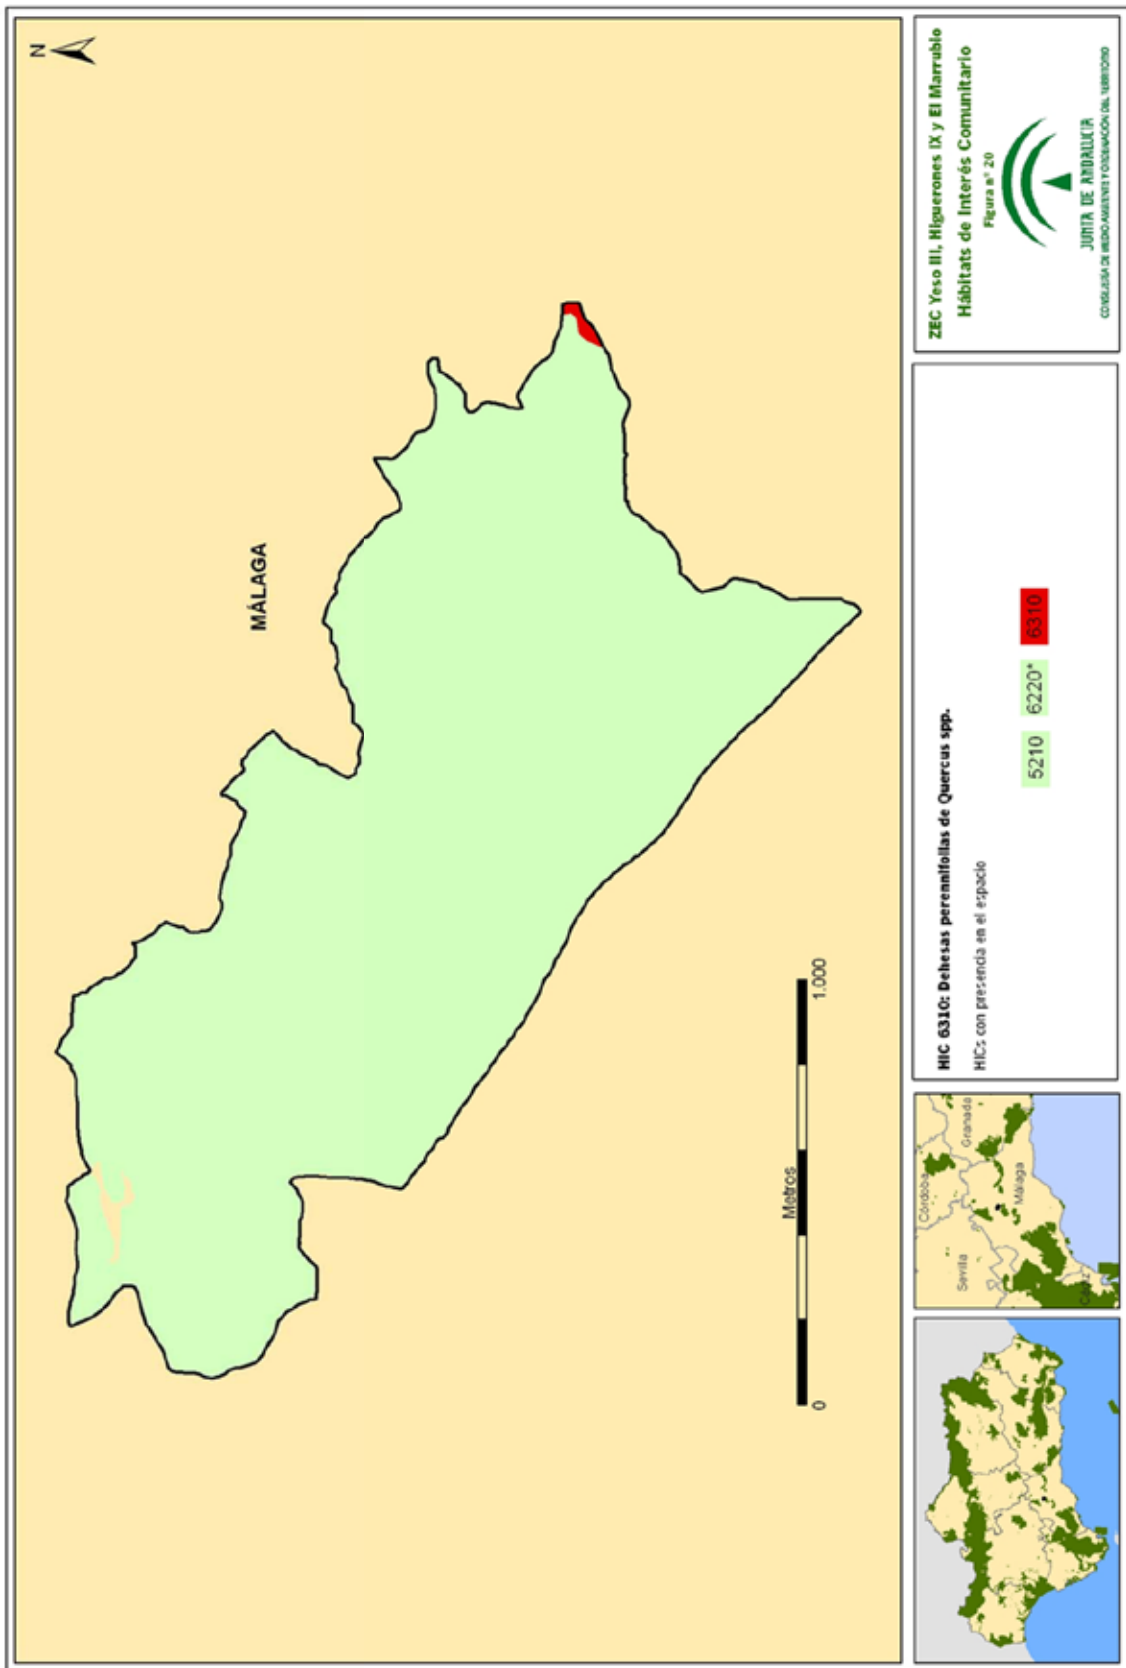 N
MÁLAGA
Metros
0
1.000
Sevilla
Córdoba
Granada
Málaga
Cádiz
HIC 6310: Dehesas perennifolias de Quercus spp.
HICs con presencia en el espacio
5210 6220* 6310
ZEC Yeso III, Higuerones IX y El Marrubio
Hábitats de Interés Comunitario
Figura nº 20
JUNTA DE ANDALUCIA
CONSEJERÍA DE MEDIO AMBIENTE Y ORDENACIÓN DEL TERRITORIO